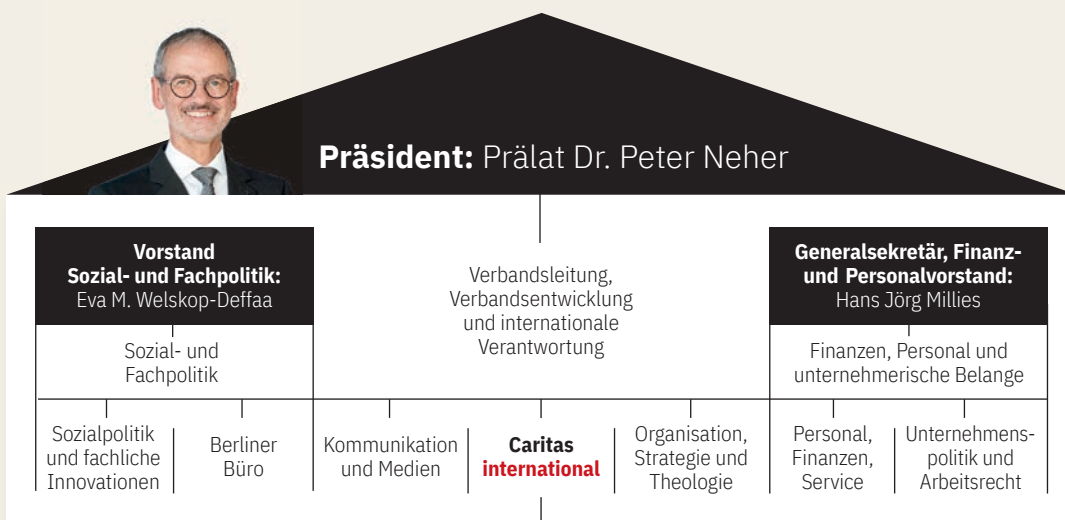 Präsident: Prälat Dr. Peter Neher
Vorstand
Sozial- und Fachpolitik:
Eva M. Welskop-Deffaa
Sozial- und
Fachpolitik
Verbandsleitung,
Verbandsentwicklung
und internationale
Verantwortung
Generalsekretär, Finanz-
und Personalvorstand:
Hans Jörg Millies
Finanzen, Personal und
unternehmerische Belange
Sozialpolitik
und fachliche
Innovationen
Berliner
Büro
Kommunikation
und Medien
Caritas
international
Organisation,
Strategie und
Theologie
Personal,
Finanzen,
Service
Unternehmens-
politik und
Arbeitsrecht